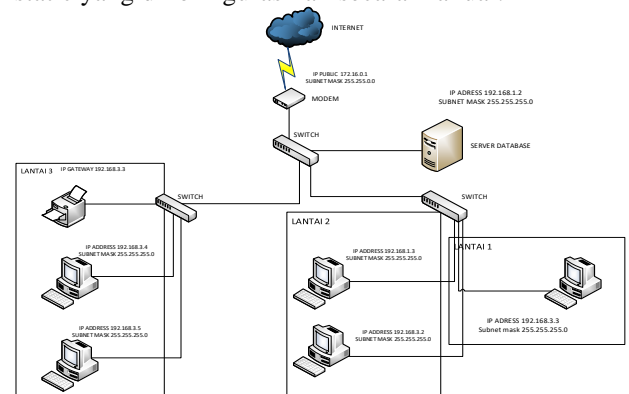 INTERNET
IP PUBLIC 172.16.0.1
SUBNET MASK 255.255.0.0
MODEM
IP ADRESS 192.168.1.2
SUBNET MASK 255.255.255.0
SWITCH
SERVER DATABASE
LANTAI 3
IP GATEWAY 192.168.3.3
SWITCH
SWITCH
LANTAI 2
LANTAI 1
IP ADDRESS 192.168.3.4
SUBNET MASK 255.255.255.0
IP ADDRESS 192.168.1.3
SUBNET MASK 255.255.255.0
IP ADRESS 192.168.3.3
Subnet mask 255.255.255.0
IP ADDRESS 192.168.3.5
SUBNET MASK 255.255.255.0
IP ADDRESS 192.168.3.2
SUBNET MASK 255.255.255.0